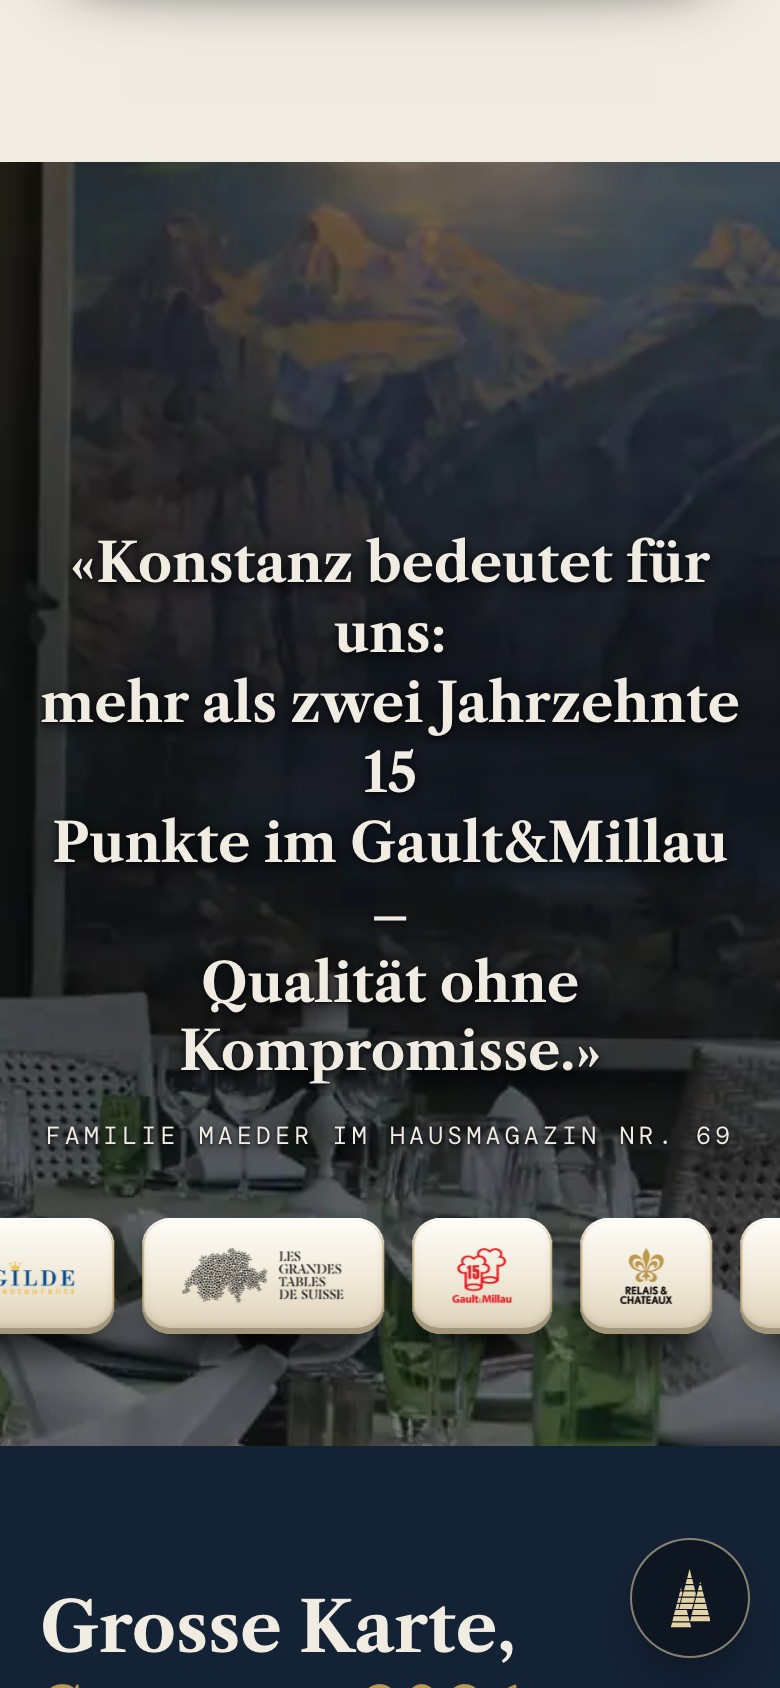 «Konstanz bedeutet für
uns:
mehr als zwei Jahrzehnte
15
Punkte im Gault&Millau
–
Qualität ohne
Kompromisse.»
FAMILIE MAEDER IM HAUSMAGAZIN NR. 69
GILDE
restaurants
LES
GRANDES
TABLES
DE SUISSE
15
Gault&Millau
RELAIS &
CHATEAUX
Grosse Karte,